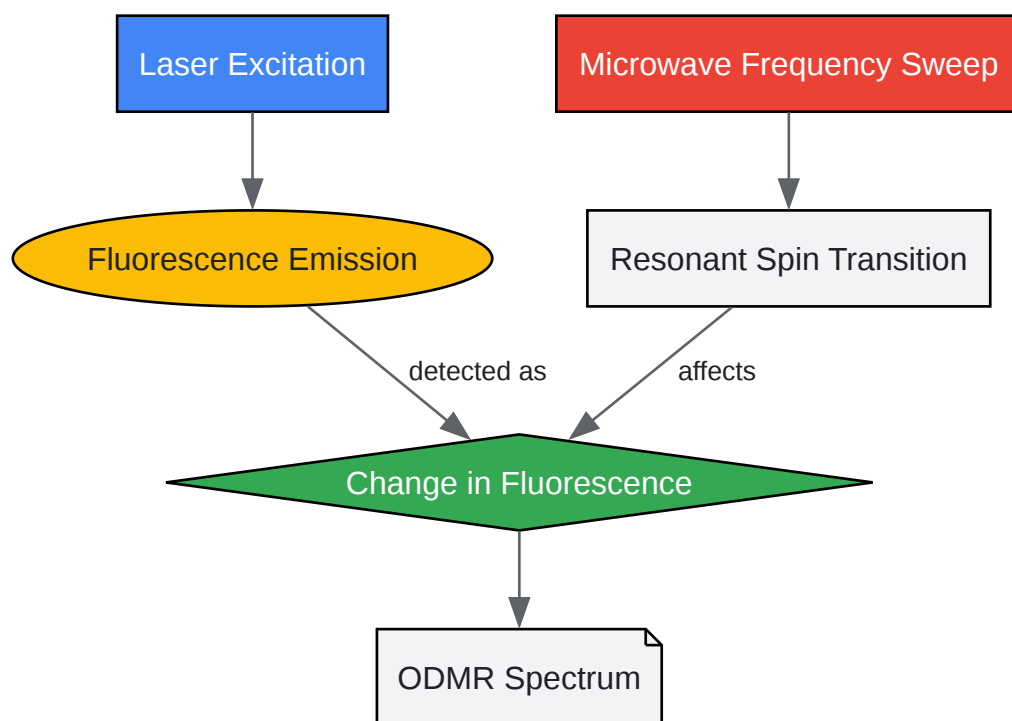 Laser Excitation
Microwave Frequency Sweep
Fluorescence Emission
Resonant Spin Transition
detected as
affects
Change in Fluorescence
ODMR Spectrum